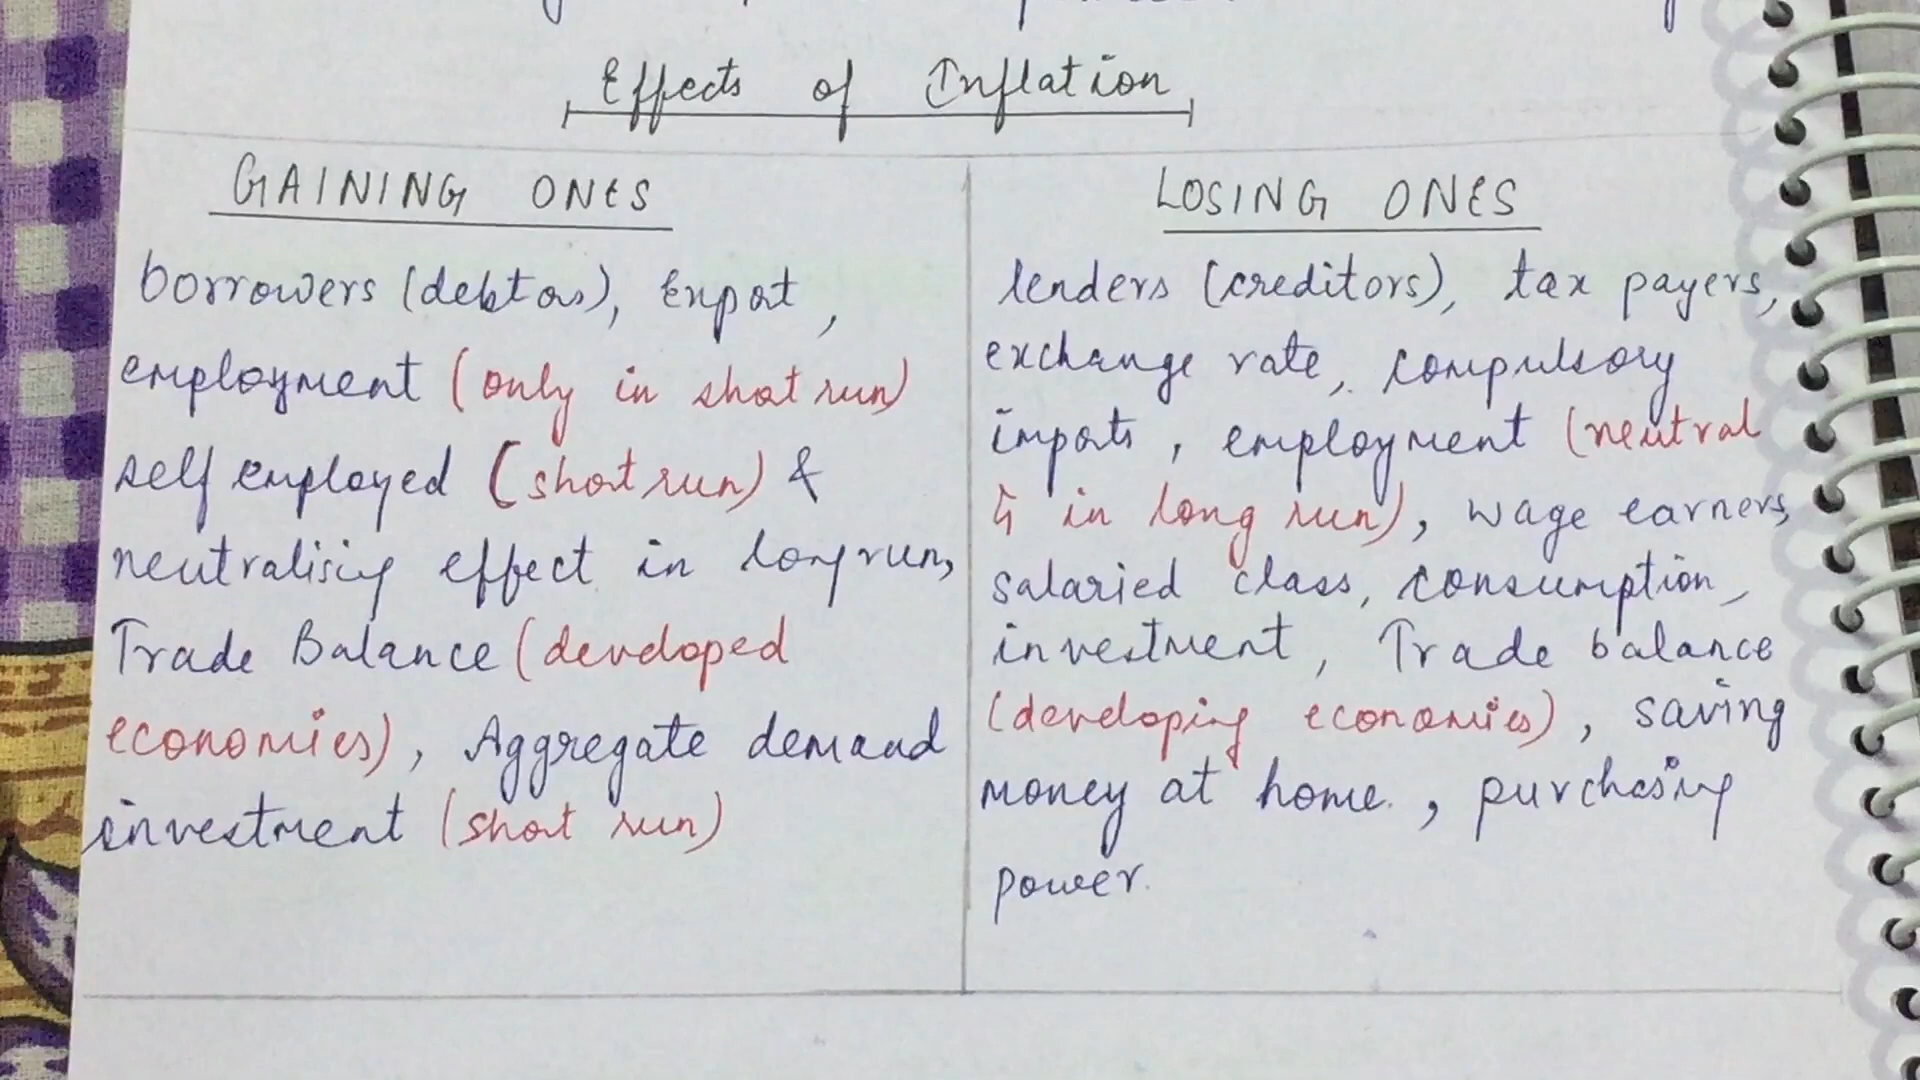 Effects of Inflation
GAINING ONES
borrowers (debtors), Export,
employment (only in short run)
self employed (short run) &
neutralising effect in long run,
Trade Balance (developed
economies), Aggregate demand
investment (short run)
LOSING ONES
lenders (creditors), tax payers,
exchange rate, compulsory
imports, employment (neutral
↳ in long run), wage earners,
salaried class, consumption,
investment, Trade balance
(developing economies), saving
money at home, purchasing
power.